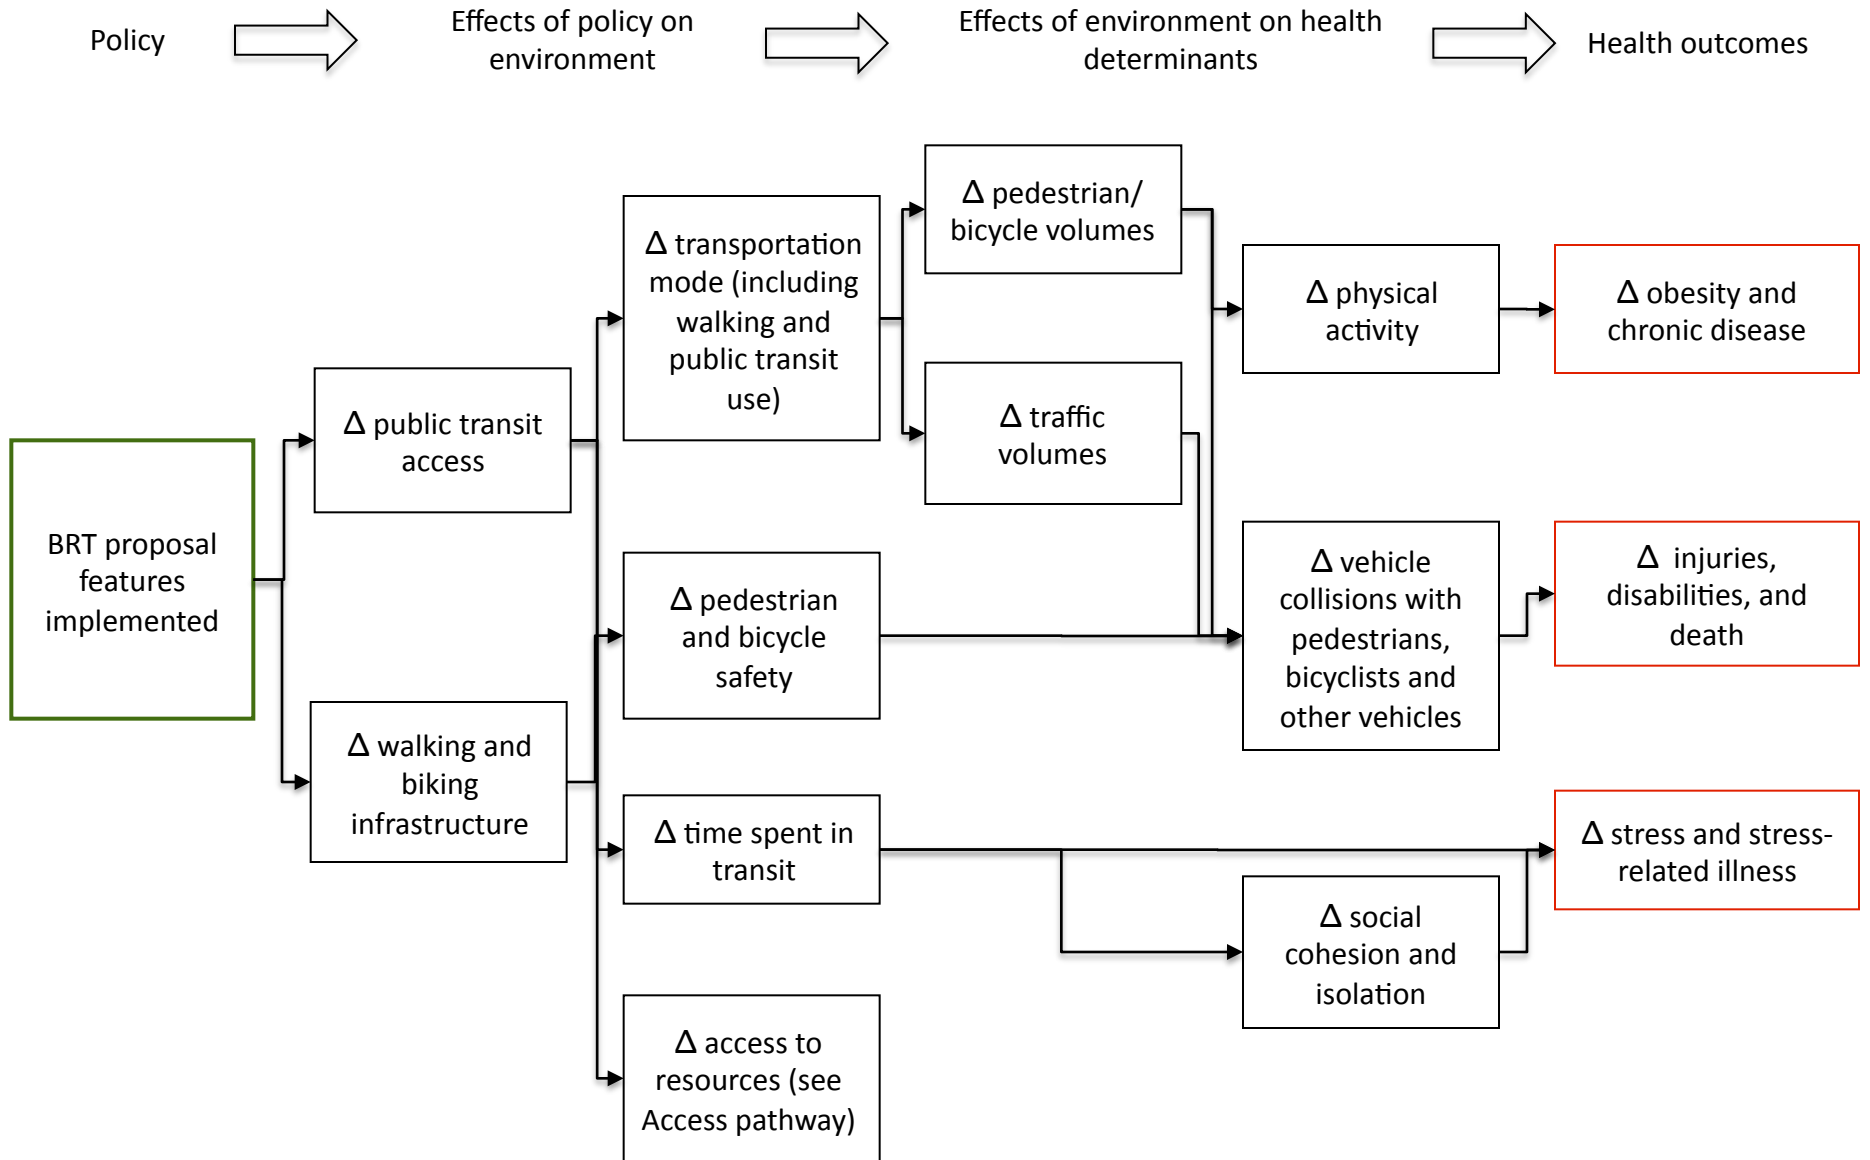 Policy
Effects of policy on
environment
Effects of environment on health
determinants
Health outcomes
BRT proposal
features
implemented
Δ public transit
access
Δ walking and
biking
infrastructure
Δ transportation
mode (including
walking and
public transit
use)
Δ pedestrian
and bicycle
safety
Δ time spent in
transit
Δ access to
resources (see
Access pathway)
Δ pedestrian/
bicycle volumes
Δ traffic
volumes
Δ physical
activity
Δ vehicle
collisions with
pedestrians,
bicyclists and
other vehicles
Δ social
cohesion and
isolation
Δ obesity and
chronic disease
Δ injuries,
disabilities, and
death
Δ stress and stress-
related illness